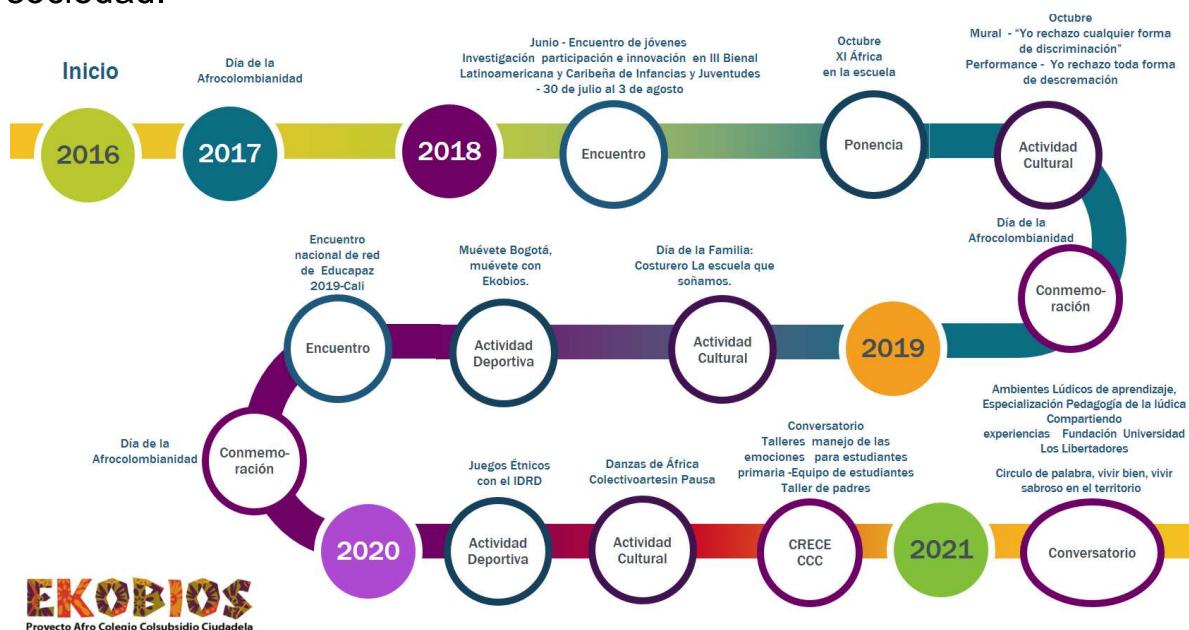 sociedad.
Inicio
2016
Día de la
Afrocolombianidad
2017
2018
Junio - Encuentro de jóvenes
Investigación participación e innovación en III Bienal
Latinoamericana y Caribeña de Infancias y Juventudes
- 30 de julio al 3 de agosto
Encuentro
Octubre
XI África
en la escuela
Ponencia
Octubre
Mural - “Yo rechazo cualquier forma
de discriminación”
Performance - Yo rechazo toda forma
de descremación
Actividad
Cultural
Día de la
Afrocolombianidad
Conmemo-
ración
2019
Día de la Familia:
Costurero La escuela que
soñamos.
Actividad
Cultural
Muévete Bogotá,
muévete con
Ekobios.
Actividad
Deportiva
Encuentro
nacional de red
de Educapaz
2019-Cali
Encuentro
Día de la
Afrocolombianidad
Conmemo-
ración
2020
Juegos Étnicos
con el IDRD
Actividad
Deportiva
Danzas de África
Colectivoartesin Pausa
Actividad
Cultural
Conversatorio
Talleres manejo de las
emociones para estudiantes
primaria -Equipo de estudiantes
Taller de padres
CRECE
CCC
2021
Ambientes Lúdicos de aprendizaje,
Especialización Pedagogía de la lúdica
Compartiendo
experiencias Fundación Universidad
Los Libertadores
Circulo de palabra, vivir bien, vivir
sabroso en el territorio
Conversatorio
EKOBIOS
Proyecto Afro Colegio Colsubsidio Ciudadela